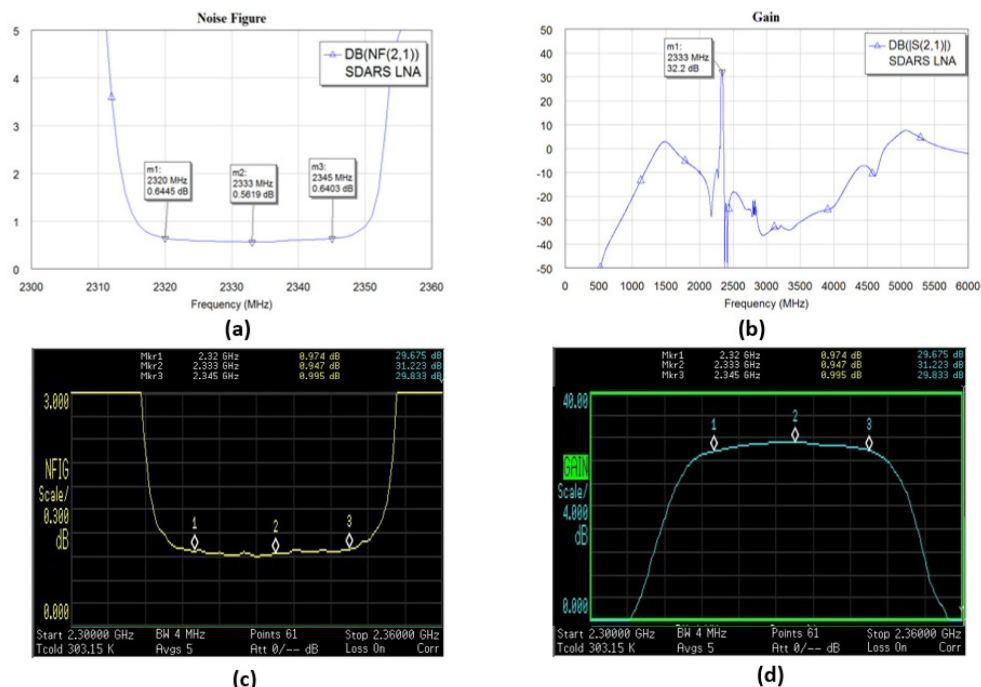 Noise Figure
5
4
3
2
1
0
DB(NF(2,1))
SDARS LNA
m1:
2320 MHz
0.6445 dB
m2:
2333 MHz
0.5619 dB
m3:
2345 MHz
0.6403 dB
2300 2310 2320 2330 2340 2350 2360
Frequency (MHz)
(a)
Gain
50
40
30
20
10
0
-10
-20
-30
-40
-50
m1:
2333 MHz
32.2 dB
DB(|S(2,1)|)
SDARS LNA
0 500 1000 1500 2000 2500 3000 3500 4000 4500 5000 5500 6000
Frequency (MHz)
(b)
Mkr1 2.32 GHz 0.974 dB 29.675 dB
Mkr2 2.333 GHz 0.947 dB 31.223 dB
Mkr3 2.345 GHz 0.995 dB 29.833 dB
3.000
NFIG
Scale/
0.300
dB
0.000
1 2 3
Start 2.30000 GHz BW 4 MHz Points 61 Stop 2.36000 GHz
Tcold 303.15 K Avgs 5 Att 0/-- dB Loss On Corr
(c)
Mkr1 2.32 GHz 0.974 dB 29.675 dB
Mkr2 2.333 GHz 0.947 dB 31.223 dB
Mkr3 2.345 GHz 0.995 dB 29.833 dB
40.00
GAIN
Scale/
4.000
dB
0.000
1 2 3
Start 2.30000 GHz BW 4 MHz Points 61 Stop 2.36000 GHz
Tcold 303.15 K Avgs 5 Att 0/-- dB Loss On Corr
(d)